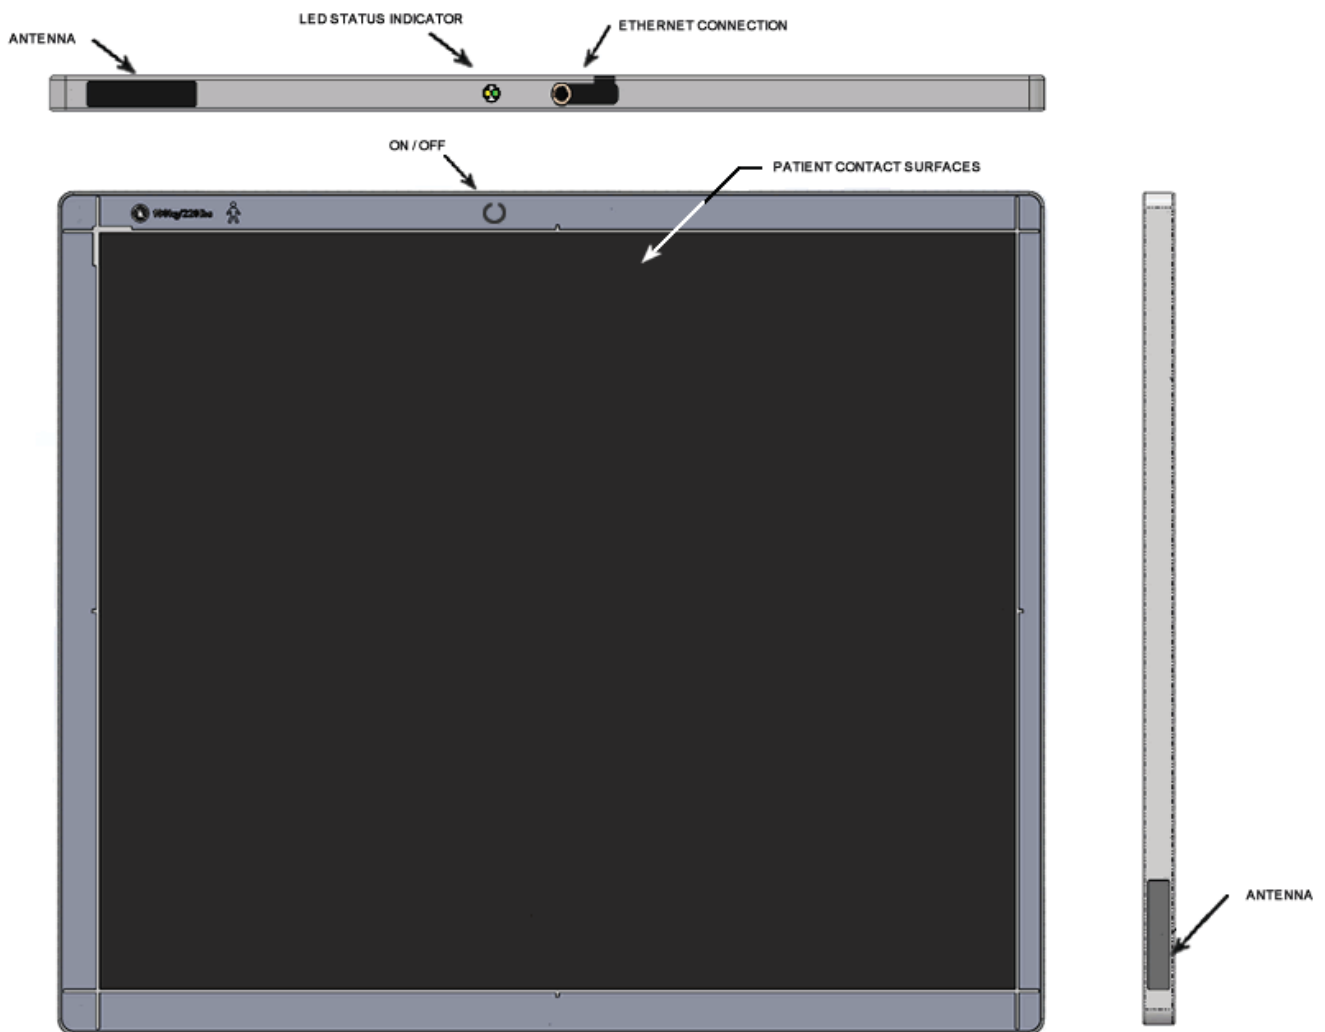 LED STATUS INDICATOR
ETHERNET CONNECTION
ANTENNA
ON / OFF
PATIENT CONTACT SURFACES
ANTENNA